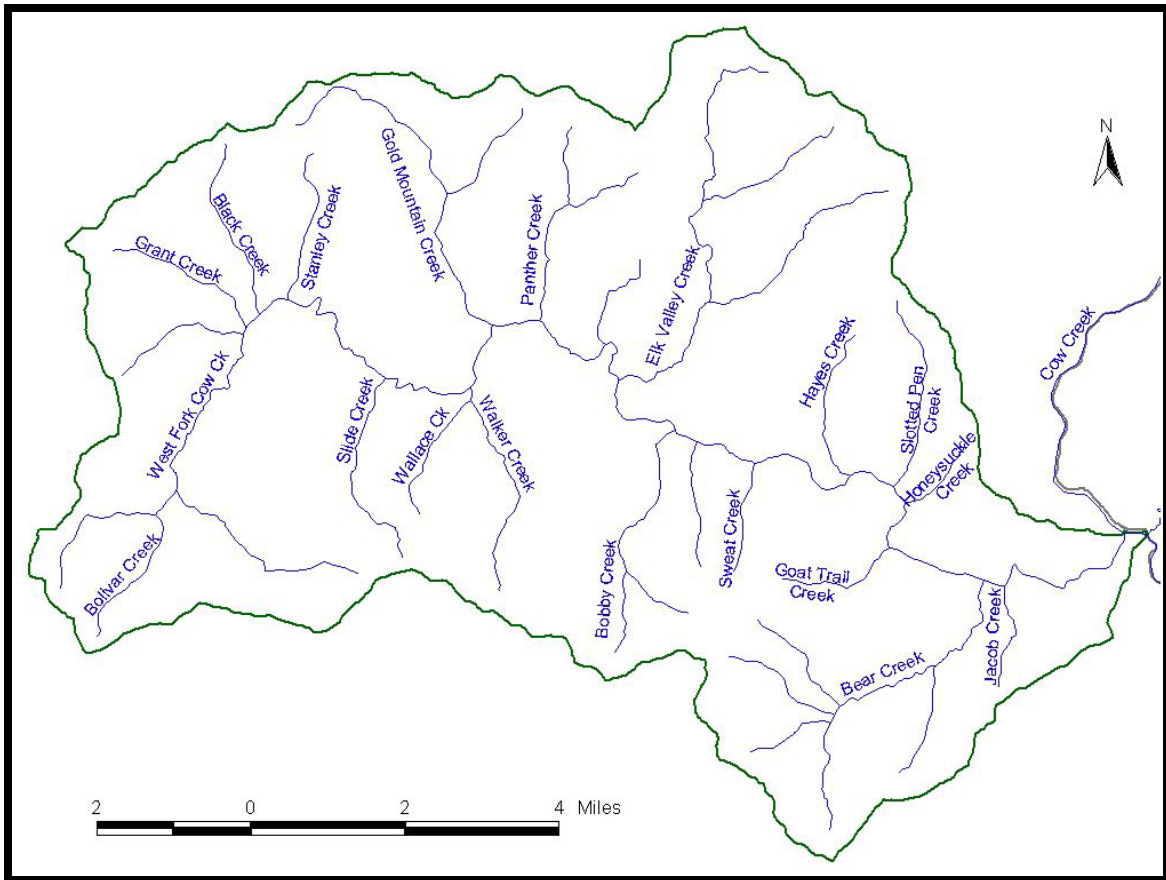 N
Gold Mountain Creek
Stanley Creek
Black Creek
Grant Creek
Panther Creek
Elk Valley Creek
Cow Creek
Hayes Creek
Slotted Pen
Creek
West Fork Cow Ck
Slide Creek
Wallace Ck
Walker Creek
Honeysuckle
Creek
Sweat Creek
Bobby Creek
Goat Trail
Creek
Bolivar Creek
Jacob Creek
Bear Creek
2 0 2 4 Miles